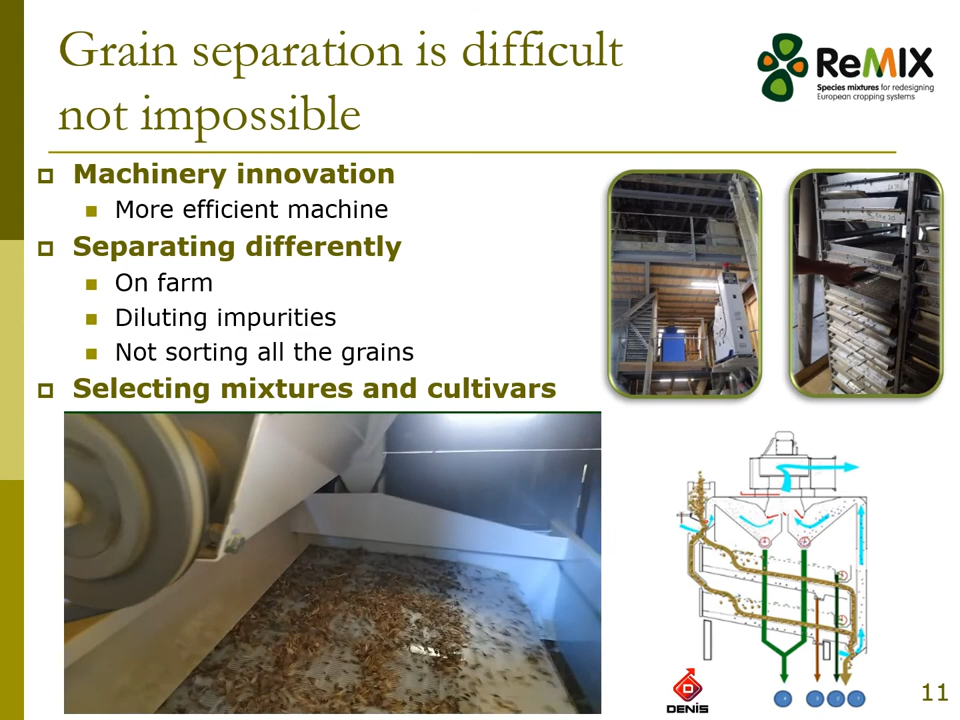 Grain separation is difficult
not impossible
ReMIX
Species mixtures for redesigning
European cropping systems
Machinery innovation
More efficient machine
Separating differently
On farm
Diluting impurities
Not sorting all the grains
Selecting mixtures and cultivars
DENIS
11